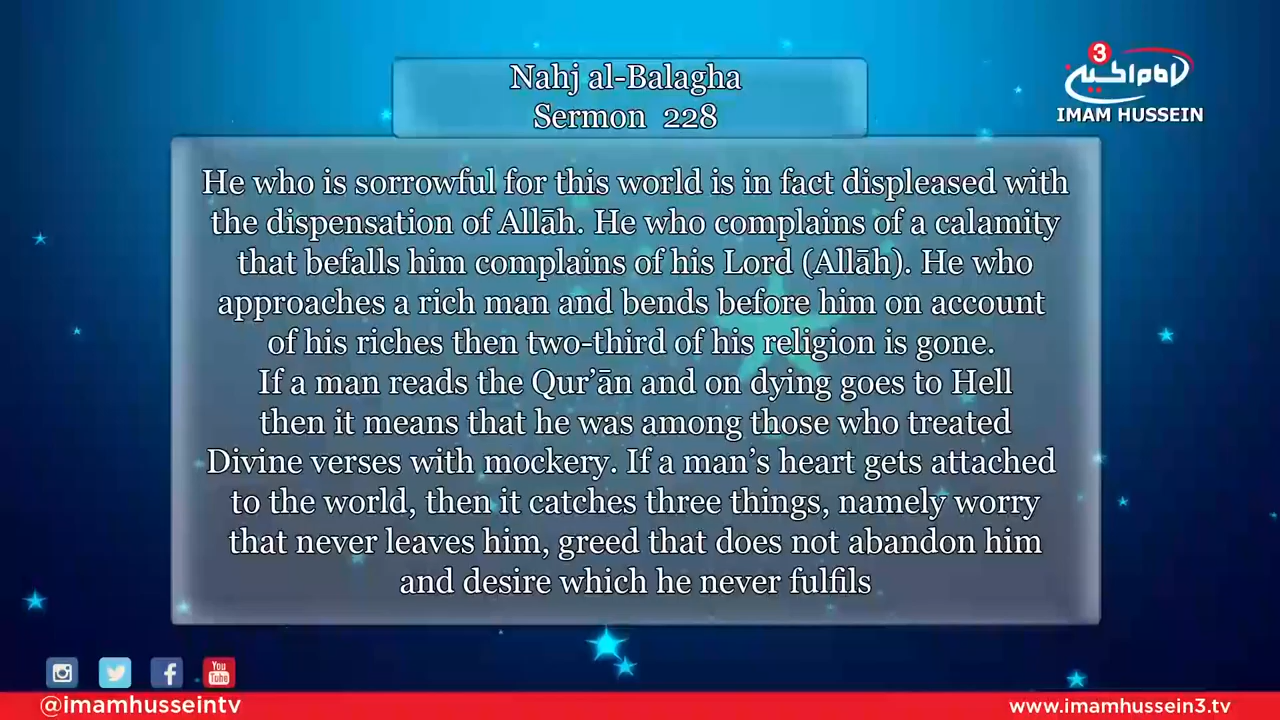 Nahj al-Balagha
Sermon 228
3
IMAM HUSSEIN
He who is sorrowful for this world is in fact displeased with
the dispensation of Allāh. He who complains of a calamity
that befalls him complains of his Lord (Allāh). He who
approaches a rich man and bends before him on account
of his riches then two-third of his religion is gone.
If a man reads the Qur’ān and on dying goes to Hell
then it means that he was among those who treated
Divine verses with mockery. If a man’s heart gets attached
to the world, then it catches three things, namely worry
that never leaves him, greed that does not abandon him
and desire which he never fulfils
You
Tube
@imamhusseintv
www.imamhussein3.tv